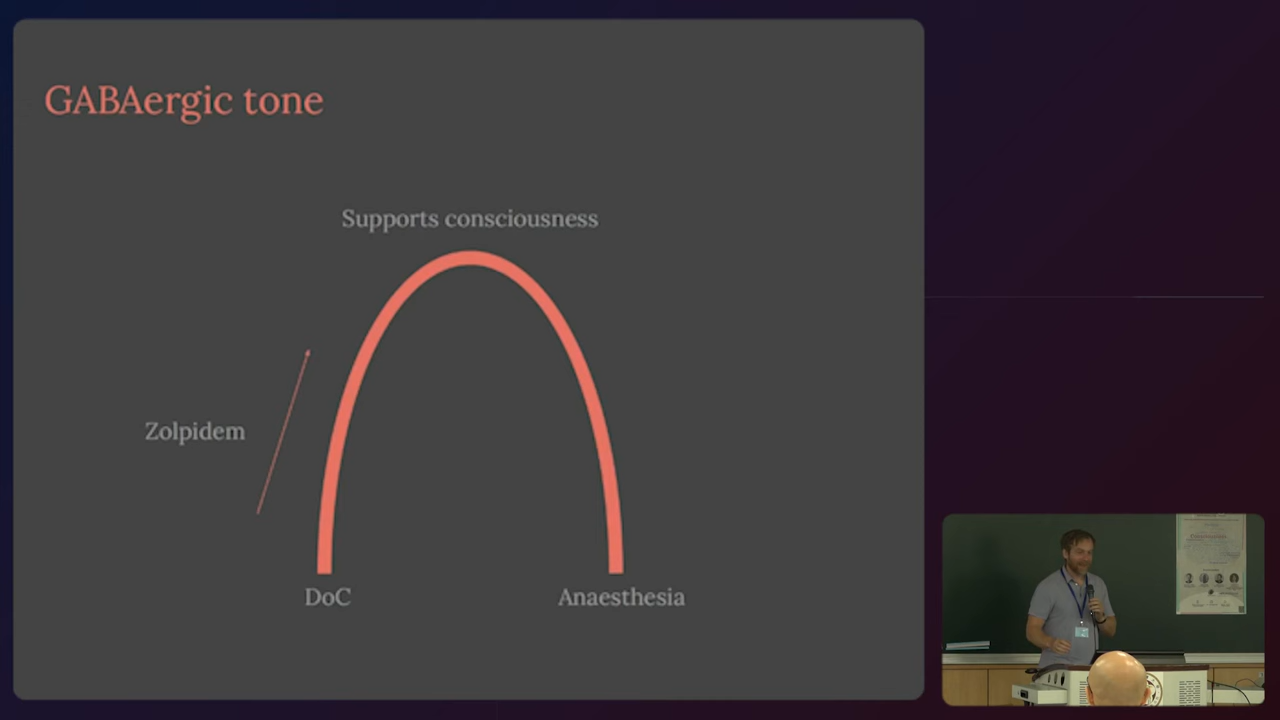 GABAergic tone
Supports consciousness
Zolpidem
DoC
Anaesthesia